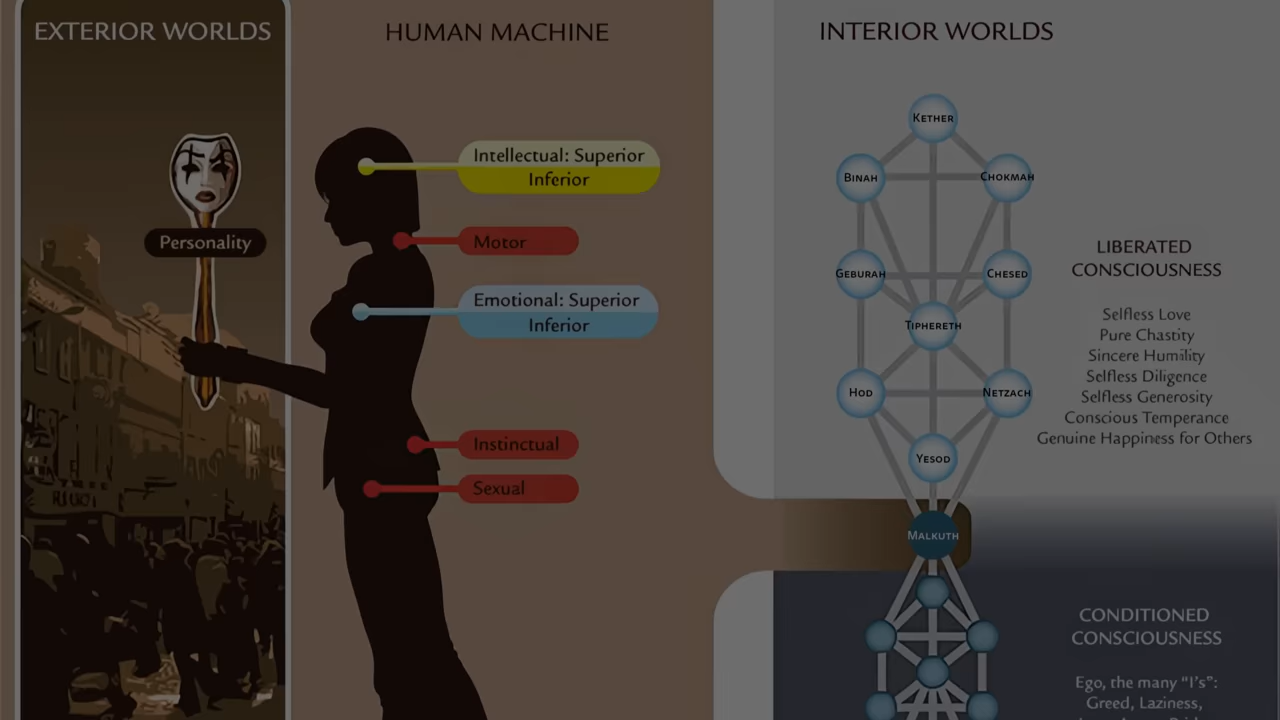 EXTERIOR WORLDS
Personality
HUMAN MACHINE
Intellectual: Superior
Inferior
Motor
Emotional: Superior
Inferior
Instinctual
Sexual
INTERIOR WORLDS
KETHER
BINAH
CHOKMAH
GEBURAH
CHESED
TIPHERETH
HOD
NETZACH
YESOD
MALKUTH
LIBERATED
CONSCIOUSNESS
Selfless Love
Pure Chastity
Sincere Humility
Selfless Diligence
Selfless Generosity
Conscious Temperance
Genuine Happiness for Others
CONDITIONED
CONSCIOUSNESS
Ego, the many “I's”:
Greed, Laziness,